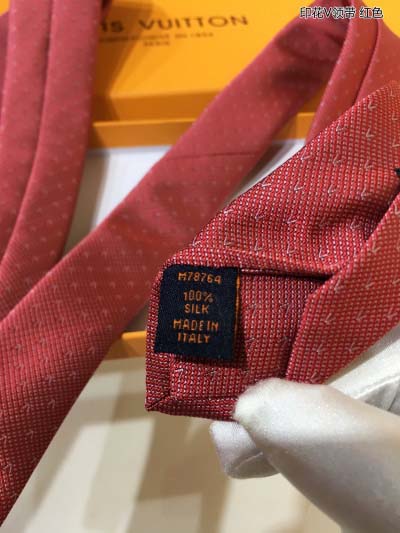 印花V领带 红色
IS VUITTON
M78764
100%
SILK
MADE IN
ITALY